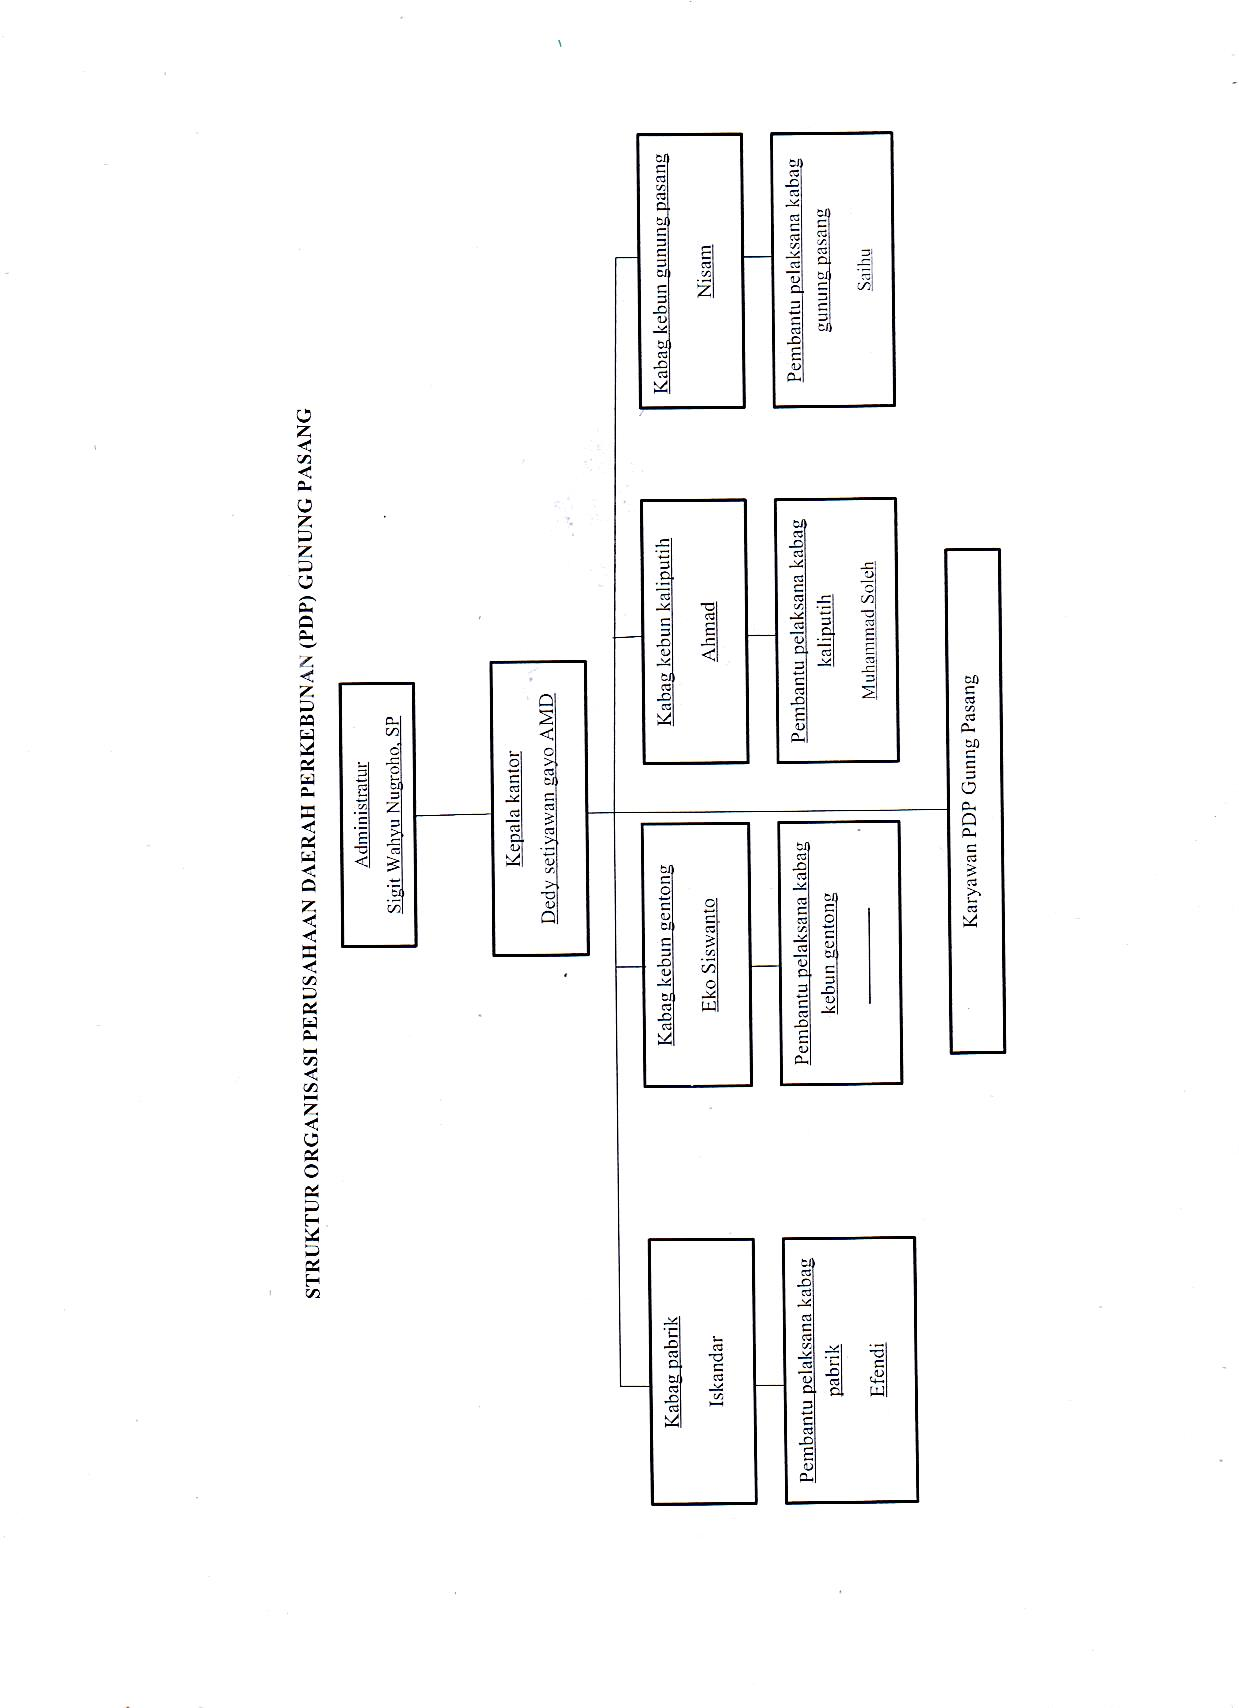 STRUKTUR ORGANISASI PERUSAHAAN DAERAH PERKEBUNAN (PDP) GUNUNG PASANG
Administratur
Sigit Wahyu Nugroho, SP
Kepala kantor
Dedy setiyawan gayo AMD
Kabag pabrik
Iskandar
Kabag kebun gentong
Eko Siswanto
Kabag kebun kaliputih
Ahmad
Kabag kebun gunung pasang
Nisam
Pembantu pelaksana kabag
pabrik
Efendi
Pembantu pelaksana kabag
kebun gentong
Pembantu pelaksana kabag
kaliputih
Muhammad Soleh
Pembantu pelaksana kabag
gunung pasang
Saihu
Karyawan PDP Gunng Pasang